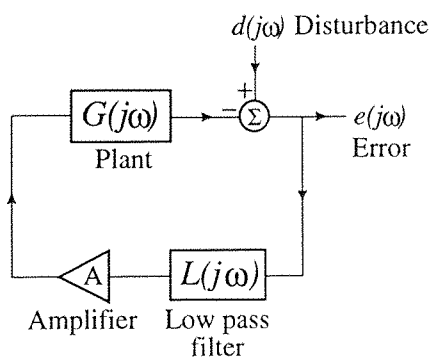 d(jω) Disturbance
+
G(jω)
−
Σ
e(jω)
Plant
Error
A
L(jω)
Amplifier
Low pass
filter